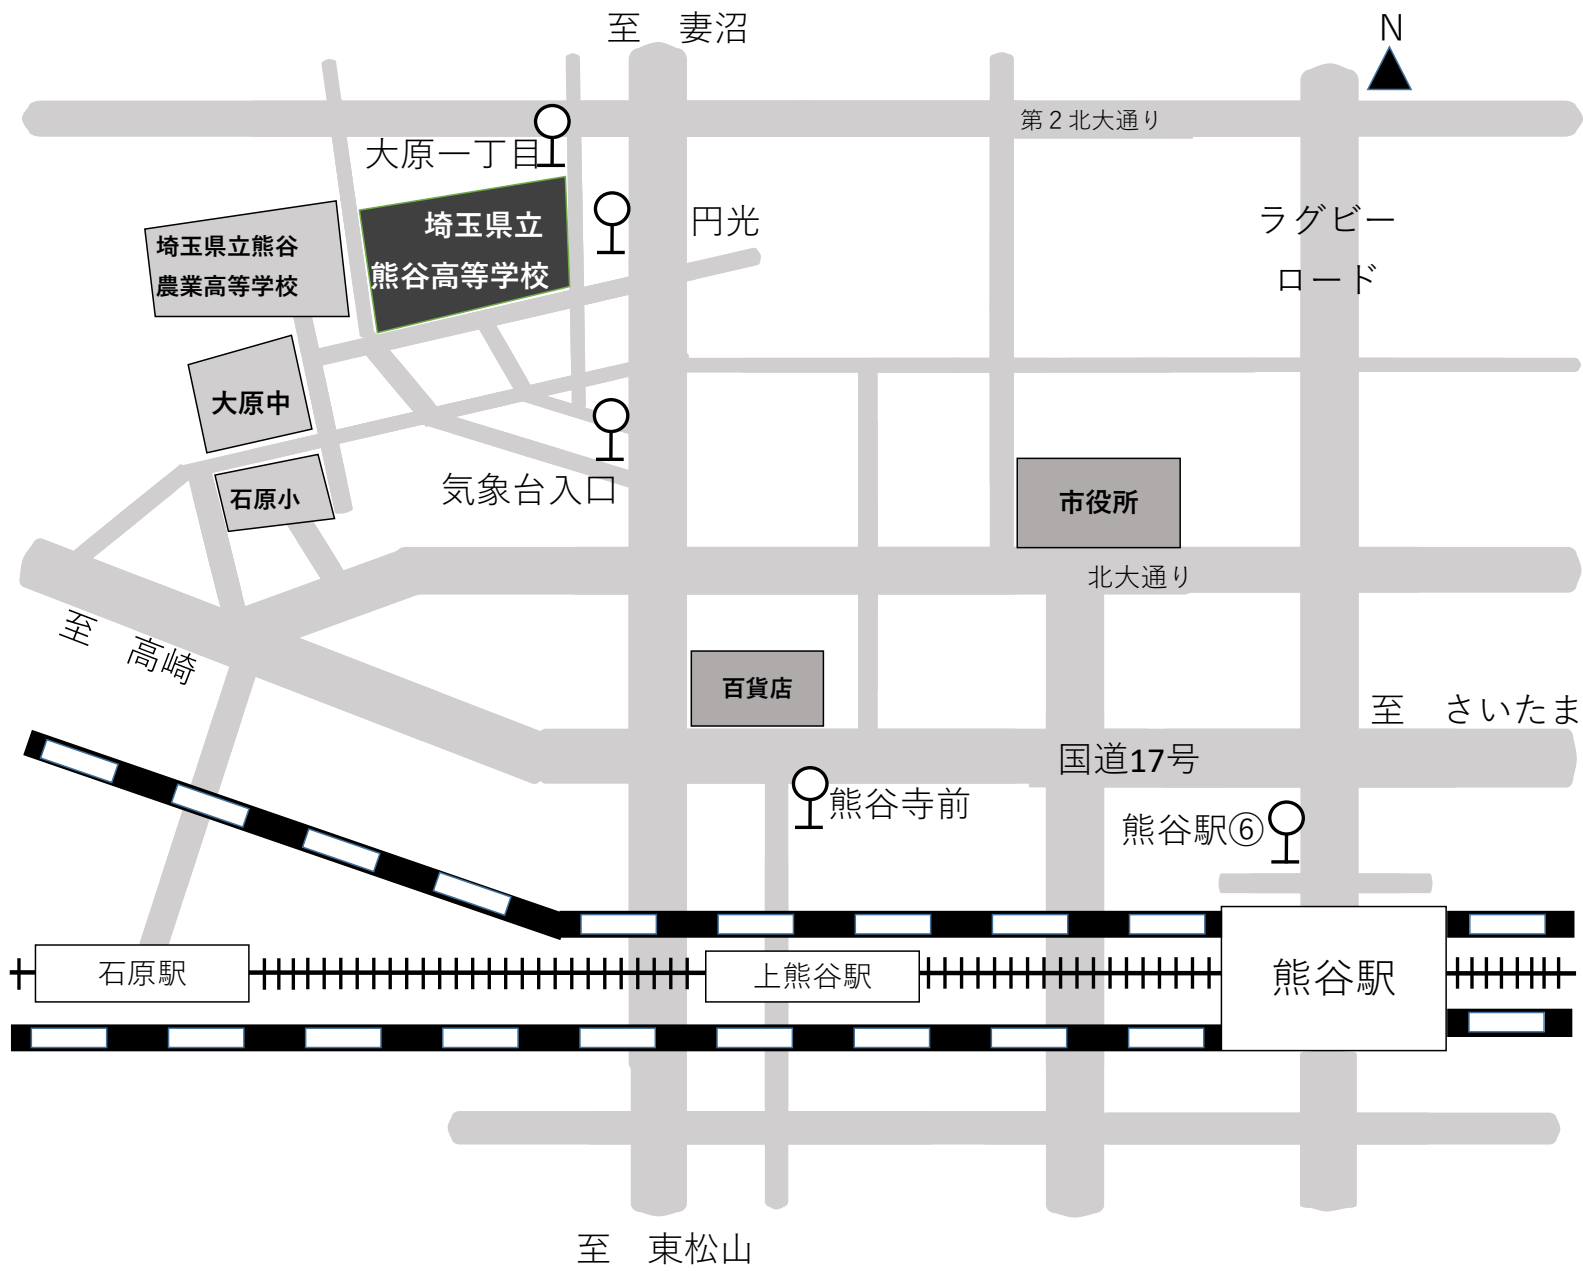 至　妻沼
N
第２北大通り
大原一丁目
埼玉県立
熊谷高等学校
円光
ラグビー
ロード
埼玉県立熊谷
農業高等学校
大原中
石原小
気象台入口
市役所
北大通り
至　高崎
百貨店
至　さいたま
国道17号
熊谷寺前
熊谷駅⑥
石原駅
上熊谷駅
熊谷駅
至　東松山